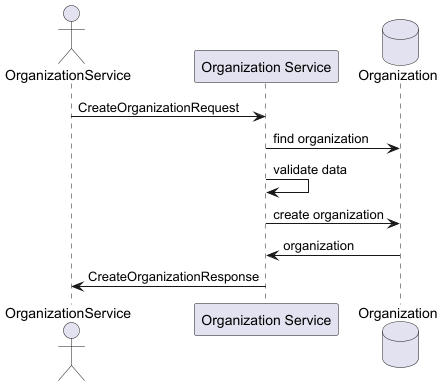 OrganizationService
Organization Service
Organization
CreateOrganizationRequest
find organization
validate data
create organization
organization
CreateOrganizationResponse
OrganizationService
Organization Service
Organization